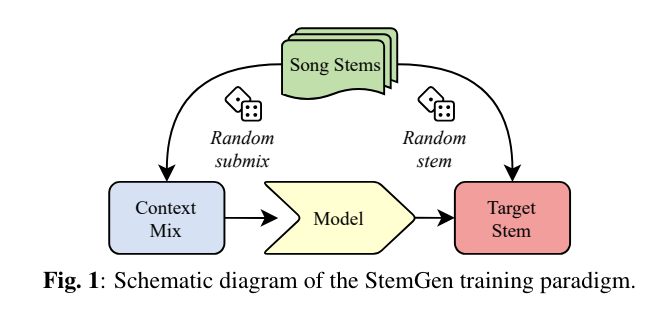 Song Stems
Random
submix
Random
stem
Context
Mix
Model
Target
Stem
Fig. 1: Schematic diagram of the StemGen training paradigm.